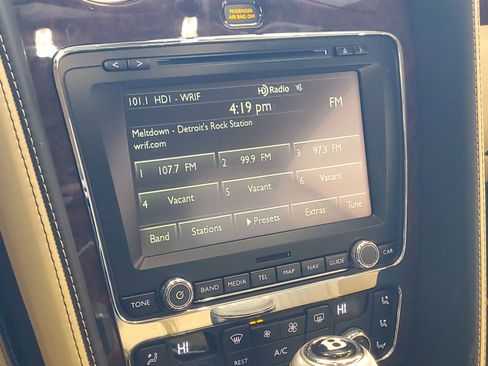 PASSENGER
AIR BAG OFF
101.1 HD1 - WRIF
HD Radio
4:19 pm
FM
Meltdown - Detroit's Rock Station
wrif.com
1 107.7 FM
2 99.9 FM
3 97.3 FM
4 Vacant
5 Vacant
6 Vacant
Band
Stations
Presets
Extras
Tune
TONE
BAND
MEDIA
TEL
MAP
NAV
GUIDE
CAR
HI
HI
REST
A/C
B